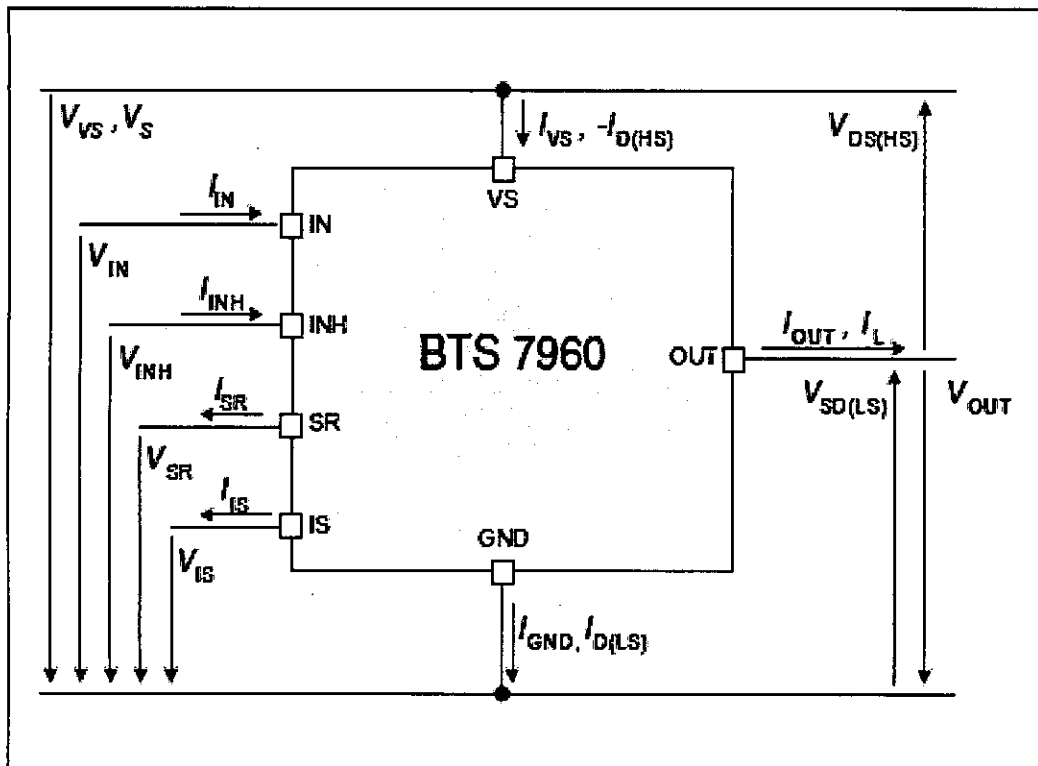 V_VS, V_S
I_VS, -I_D(HS)
V_DS(HS)
VS
I_IN
IN
V_IN
I_INH
INH
V_INH
BTS 7960
OUT
I_OUT, I_L
I_SR
SR
V_SR
V_SD(LS)
V_OUT
I_IS
IS
V_IS
GND
I_GND, I_D(LS)